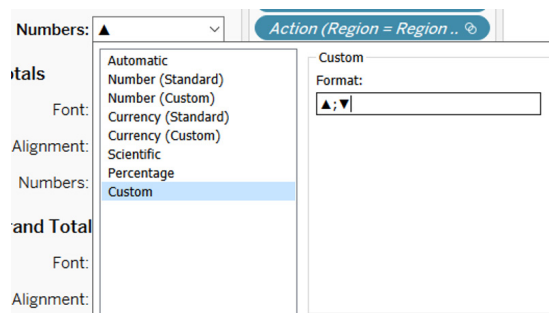 Numbers: ▲
Action (Region = Region ..
otals
Font:
Alignment:
Numbers:
and Total
Font:
Alignment:
Automatic
Number (Standard)
Number (Custom)
Currency (Standard)
Currency (Custom)
Scientific
Percentage
Custom
Custom
Format:
▲;▼